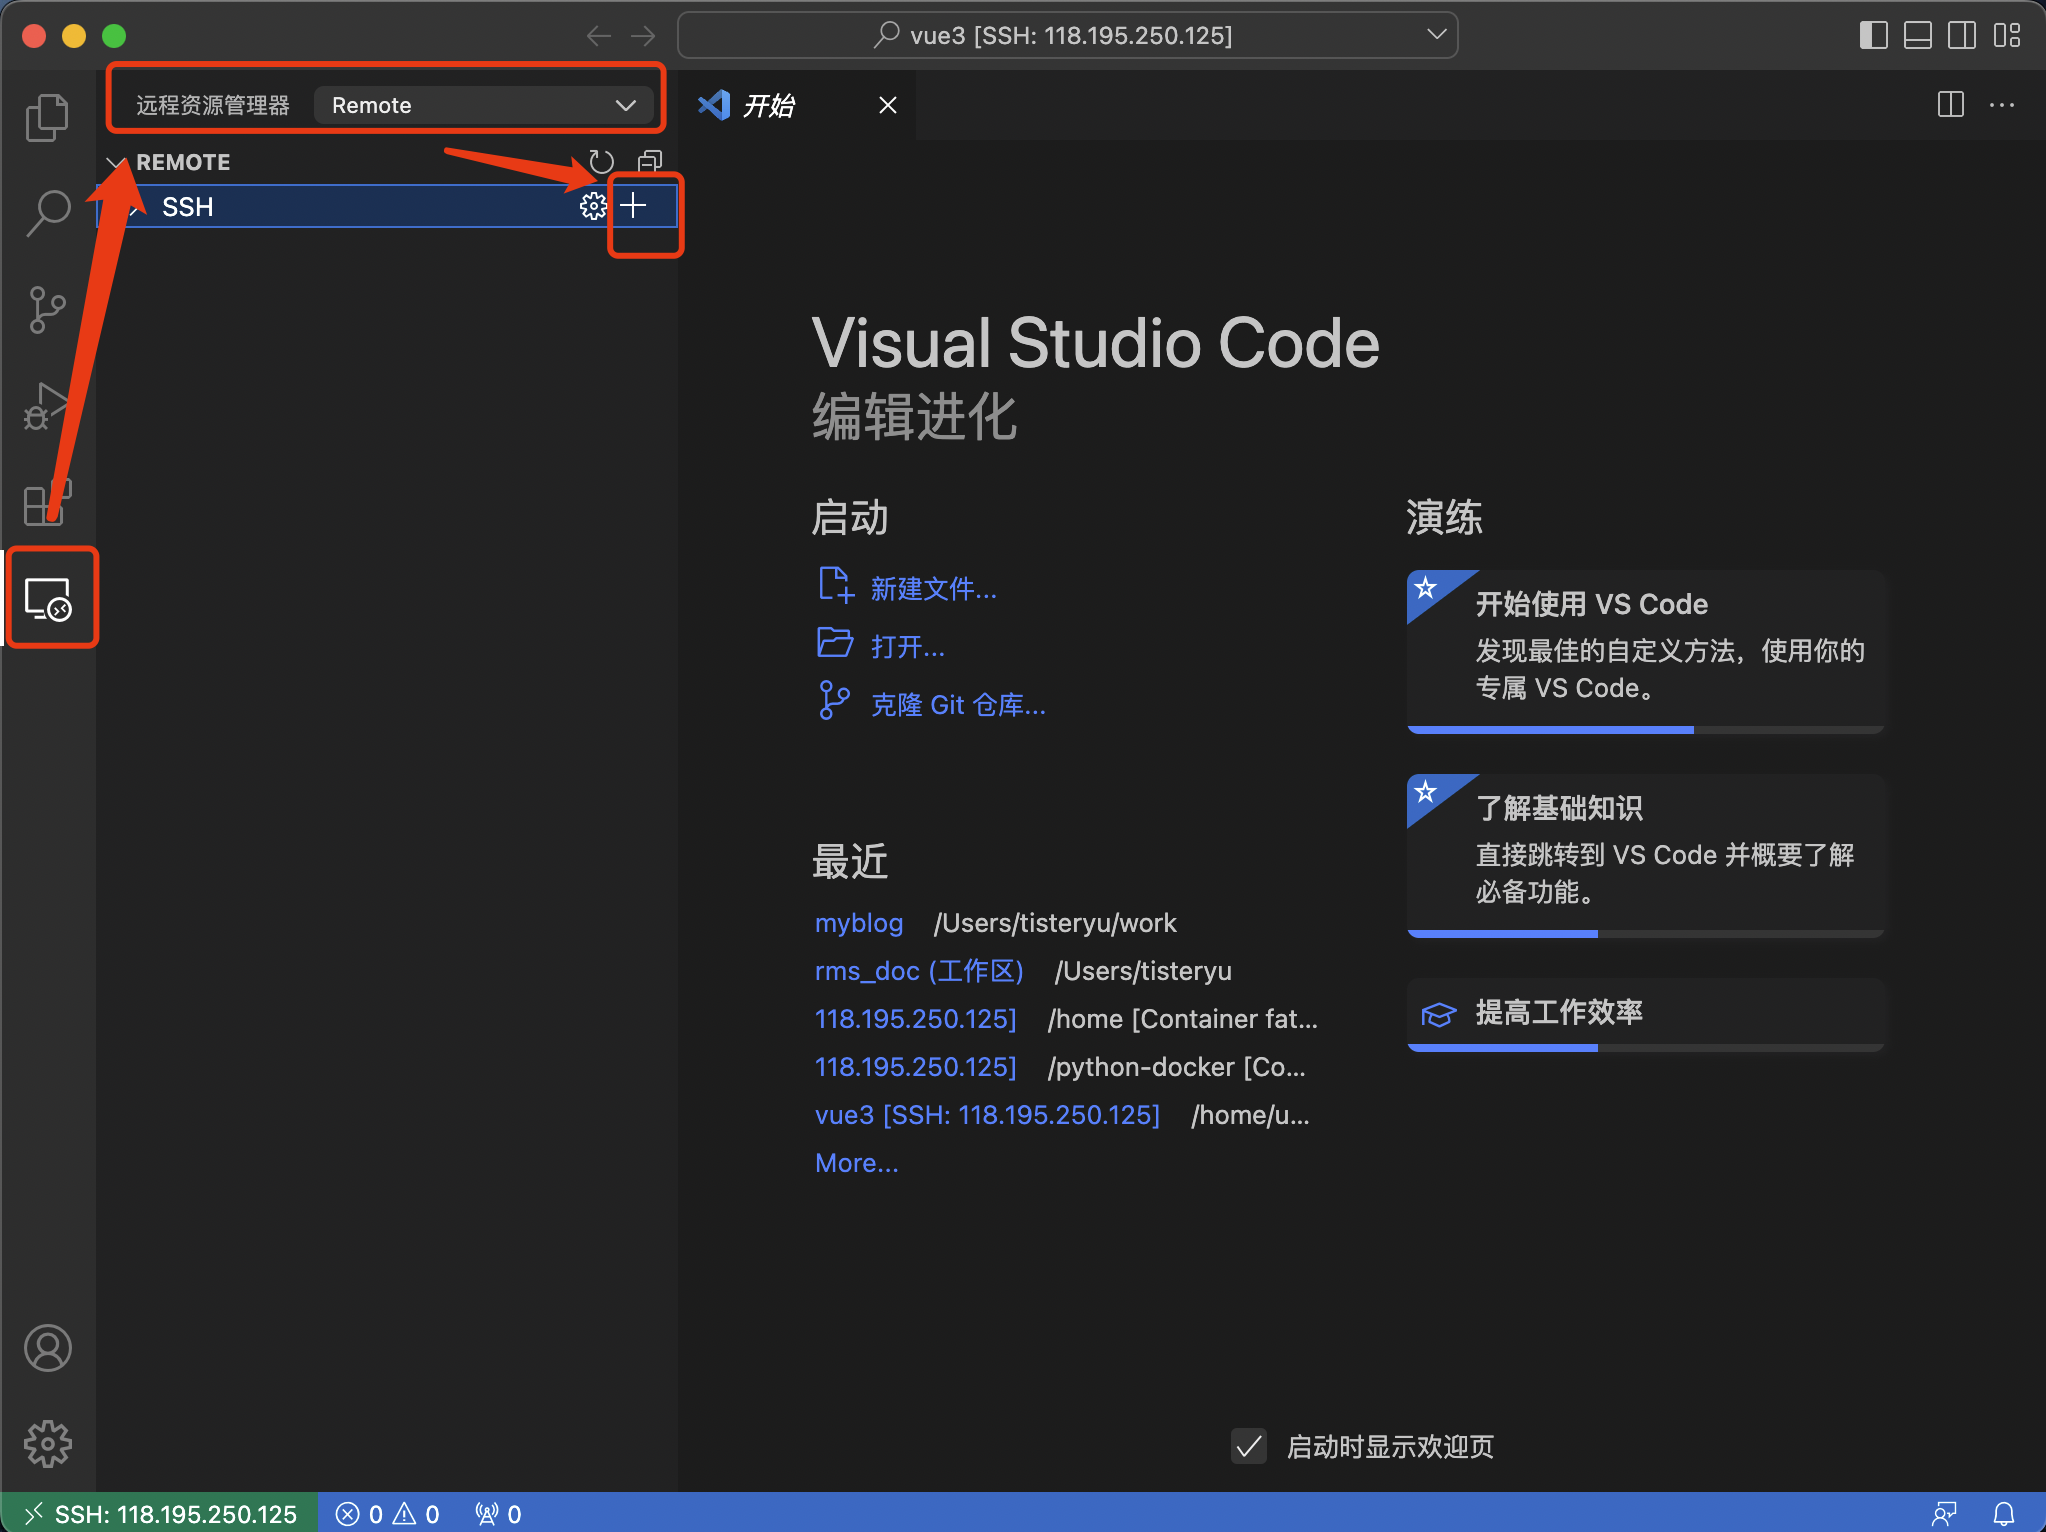 vue3 [SSH: 118.195.250.125]
远程资源管理器 Remote
开始
REMOTE
SSH
Visual Studio Code
编辑进化
启动
新建文件...
打开...
克隆 Git 仓库...
最近
myblog /Users/tisteryu/work
rms_doc (工作区) /Users/tisteryu
118.195.250.125] /home [Container fat...
118.195.250.125] /python-docker [Co...
vue3 [SSH: 118.195.250.125] /home/u...
More...
演练
开始使用 VS Code
发现最佳的自定义方法，使用你的
专属 VS Code。
了解基础知识
直接跳转到 VS Code 并概要了解
必备功能。
提高工作效率
启动时显示欢迎页
SSH: 118.195.250.125 0 0 0